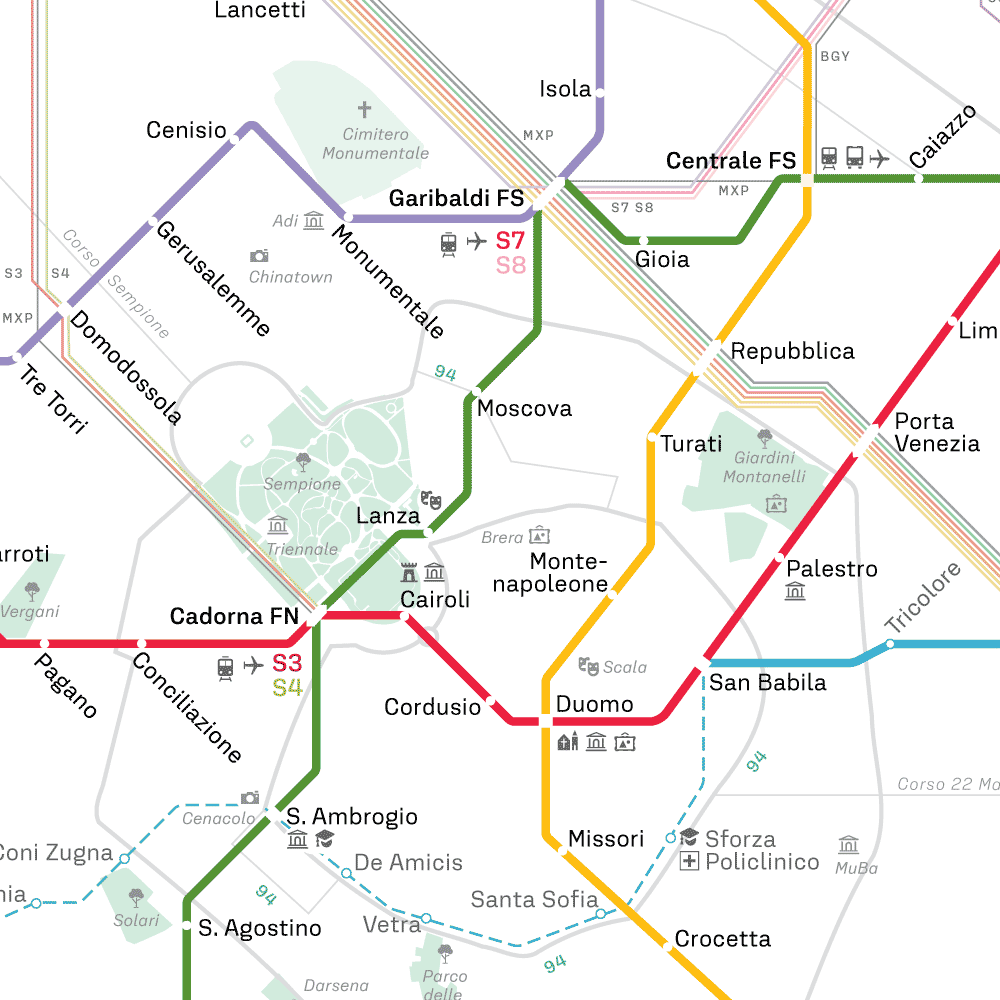 Lancetti
BGY
Isola
Cenisio
Cimitero
Monumentale
MXP
Centrale FS
Caiazzo
Garibaldi FS
MXP
S7 S8
Adi
S7
S8
Gioia
Corso Sempione
Gerusalemme
Chinatown
Monumentale
S3
S4
MXP
Domodossola
Tre Torri
Lim
Repubblica
94
Moscova
Porta
Venezia
Turati
Giardini
Montanelli
Sempione
Lanza
Triennale
Brera
Monte-
napoleone
Palestro
Tricolore
arroti
Vergani
Cairoli
Cadorna FN
S3
S4
Pagano
Conciliazione
Scala
San Babila
Cordusio
Duomo
94
Corso 22 Ma
Cenacolo
S. Ambrogio
Coni Zugna
De Amicis
Missori
Sforza
Policlinico
MuBa
nia
94
Solari
Santa Sofia
Vetra
S. Agostino
Crocetta
94
Parco
delle
Darsena